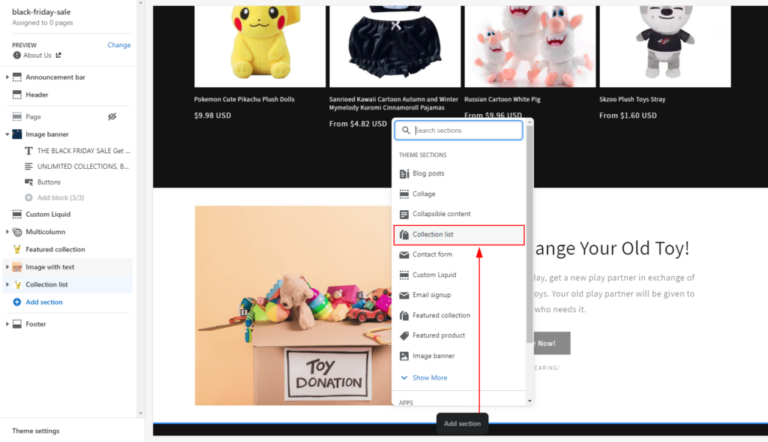 black-friday-sale
Assigned to 0 pages
PREVIEW
Change
About Us
Announcement bar
Header
Page
Image banner
THE BLACK FRIDAY SALE Get ...
UNLIMITED COLLECTIONS, B...
Buttons
Add block (3/3)
Custom Liquid
Multicolumn
Featured collection
Image with text
Collection list
Add section
Footer
Theme settings
Pokemon Cute Pikachu Plush Dolls
$9.98 USD
Sanrioed Kawaii Cartoon Autumn and Winter
Mymelody Kuromi Cinnamoroll Pajamas
From $4.82 USD
Russian Cartoon White Pig
From $9.96 USD
Skzoo Plush Toys Stray
From $1.60 USD
Search sections
THEME SECTIONS
Blog posts
Collage
Collapsible content
Collection list
Contact form
Custom Liquid
Email signup
Featured collection
Featured product
Image banner
Show More
APPS
Add section
TOY
DONATION
ange Your Old Toy!
lay, get a new play partner in exchange of
oys. Your old play partner will be given to
who needs it.
Now!
CARING!